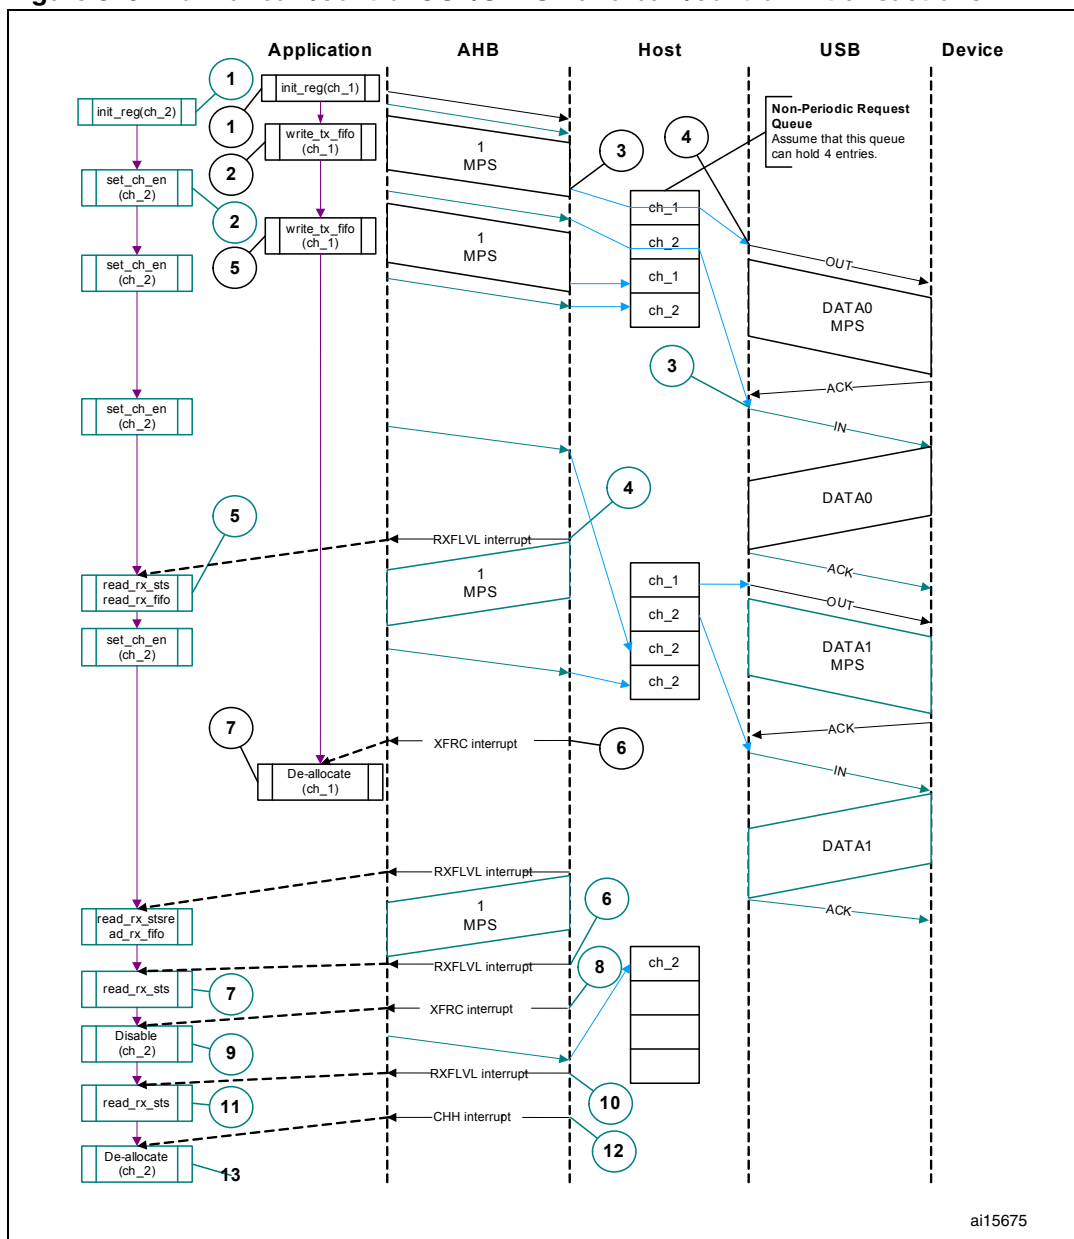 Application AHB Host USB Device
1
init_reg(ch_1)
init_reg(ch_2)
1
Non-Periodic Request
Queue
Assume that this queue
can hold 4 entries.
write_tx_fifo
(ch_1)
2
1
MPS
3
4
set_ch_en
(ch_2)
2
ch_1
write_tx_fifo
(ch_1)
5
1
MPS
ch_2
set_ch_en
(ch_2)
OUT
ch_1
ch_2
DATA0
MPS
3
ACK
set_ch_en
(ch_2)
IN
4
DATA0
5
RXFLVL interrupt
read_rx_sts
read_rx_fifo
1
MPS
ch_1
ACK
OUT
ch_2
set_ch_en
(ch_2)
ch_2
DATA1
MPS
ch_2
7
ACK
XFRC interrupt
6
IN
De-allocate
(ch_1)
DATA1
RXFLVL interrupt
6
read_rx_stsre
ad_rx_fifo
1
MPS
ACK
RXFLVL interrupt
8
ch_2
read_rx_sts
7
XFRC interrupt
Disable
(ch_2)
9
RXFLVL interrupt
10
read_rx_sts
11
CHH interrupt
12
De-allocate
(ch_2)
13
ai15675